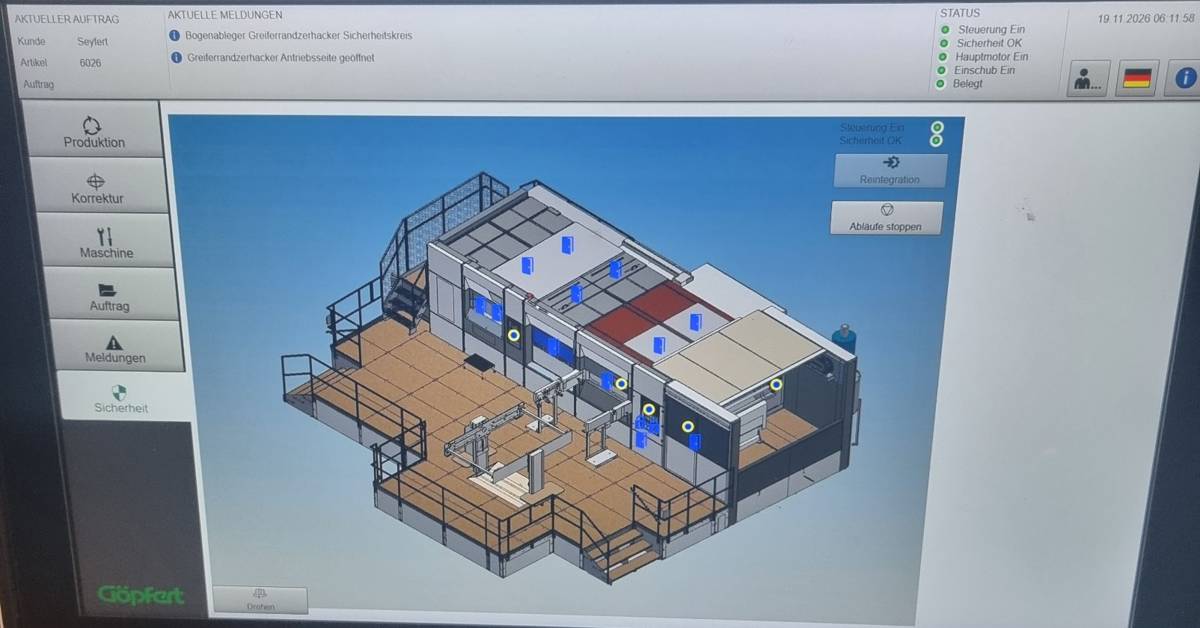 AKTUELLER AUFTRAG
Kunde Seyfert
Artikel 6026
Auftrag
AKTUELLE MELDUNGEN
Bogenableger Greiferrandzerhacker Sicherheitskreis
Greiferrandzerhacker Antriebsseite geöffnet
STATUS
Steuerung Ein
Sicherheit OK
Hauptmotor Ein
Einschub Ein
Belegt
19.11.2026 06:11:58
Produktion
Korrektur
Maschine
Auftrag
Meldungen
Sicherheit
Göpfert
Steuerung Ein
Sicherheit OK
Reintegration
Abläufe stoppen
Drehen